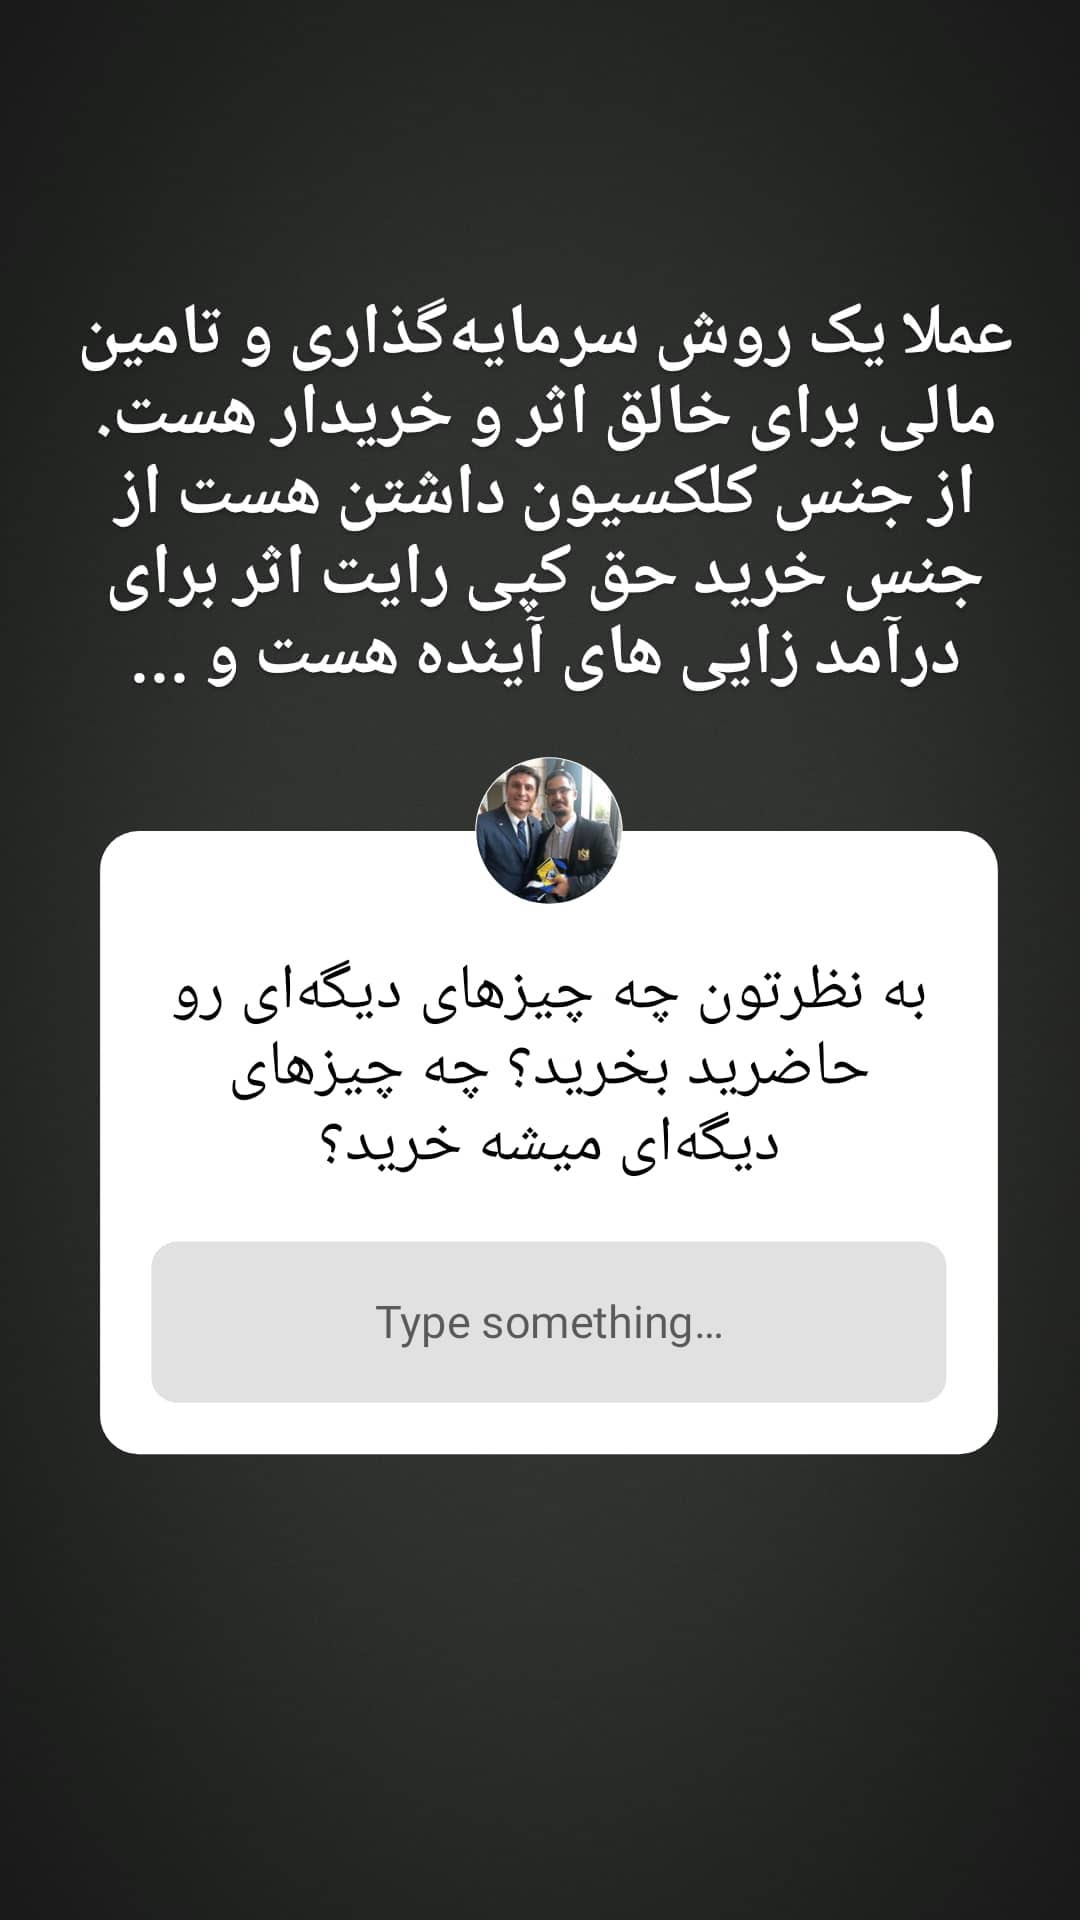 عملا یک روش سرمایه‌گذاری و تامین
مالی برای خالق اثر و خریدار هست.
از جنس کلکسیون داشتن هست از
جنس خرید حق کپی رایت اثر برای
درآمد زایی های آینده هست و ...
به نظرتون چه چیزهای دیگه‌ای رو
حاضرید بخرید؟ چه چیزهای
دیگه‌ای میشه خرید؟
Type something...